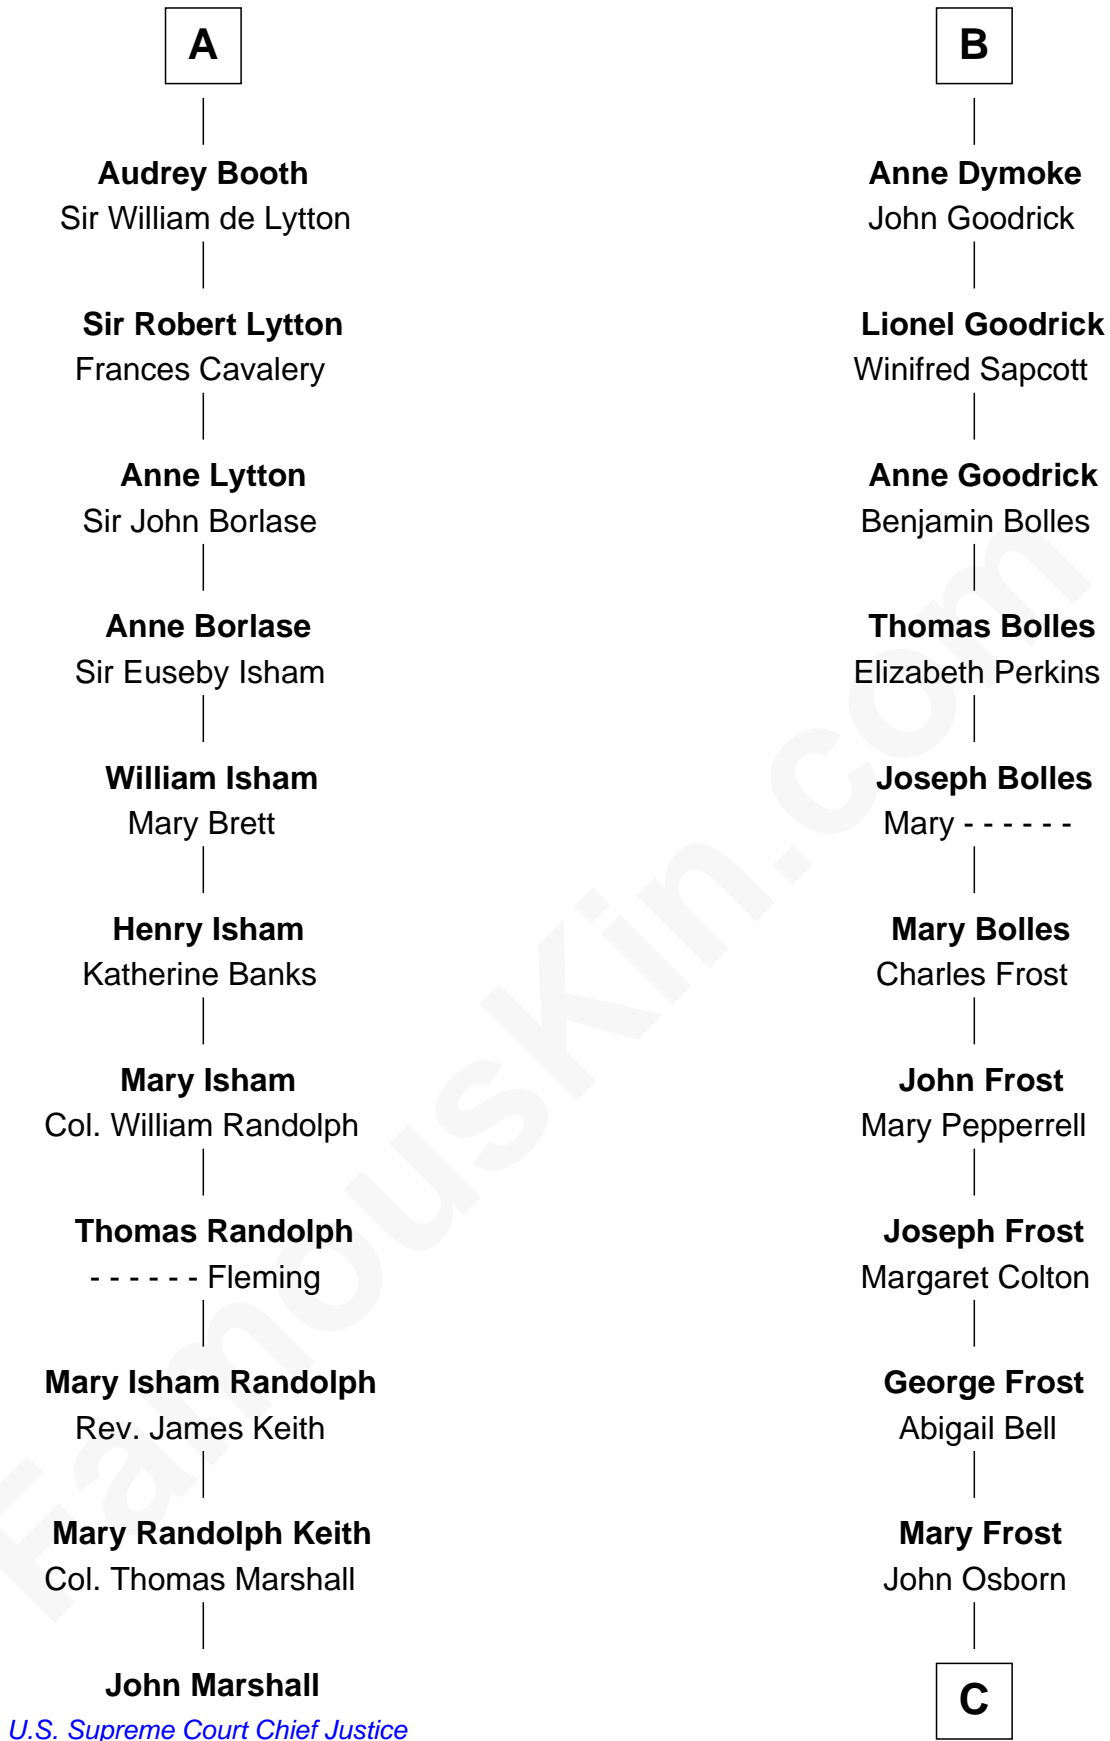 A
Audrey Booth
Sir William de Lytton
Sir Robert Lytton
Frances Cavalery
Anne Lytton
Sir John Borlase
Anne Borlase
Sir Euseby Isham
William Isham
Mary Brett
Henry Isham
Katherine Banks
Mary Isham
Col. William Randolph
Thomas Randolph
- - - - - - Fleming
Mary Isham Randolph
Rev. James Keith
Mary Randolph Keith
Col. Thomas Marshall
John Marshall
U.S. Supreme Court Chief Justice
B
Anne Dymoke
John Goodrick
Lionel Goodrick
Winifred Sapcott
Anne Goodrick
Benjamin Bolles
Thomas Bolles
Elizabeth Perkins
Joseph Bolles
Mary - - - - - -
Mary Bolles
Charles Frost
John Frost
Mary Pepperrell
Joseph Frost
Margaret Colton
George Frost
Abigail Bell
Mary Frost
John Osborn
C
FamousKin.com